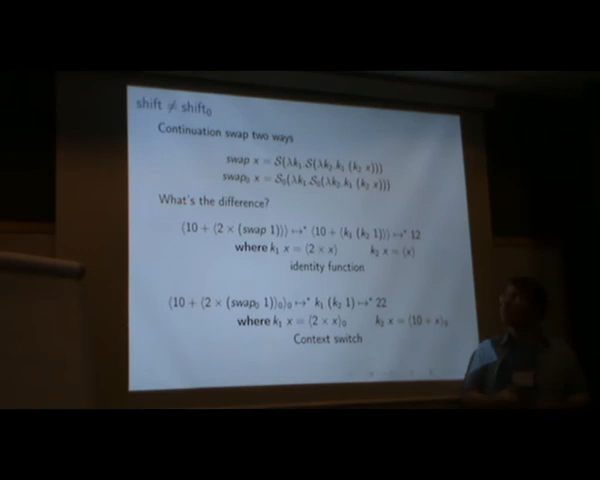 shift ≠ shift₀
Continuation swap two ways
swap x = S(λk₁.S(λk₂.k₁ (k₂ x)))
swap₀ x = S₀(λk₁.S₀(λk₂.k₁ (k₂ x)))
What's the difference?
⟨10 + ⟨2 × (swap 1)⟩⟩ ↦* ⟨10 + ⟨k₁ (k₂ 1)⟩⟩ ↦* 12
where k₁ x = ⟨2 × x⟩ k₂ x = ⟨x⟩
identity function
⟨10 + ⟨2 × (swap₀ 1)⟩₀⟩₀ ↦* k₁ (k₂ 1) ↦* 22
where k₁ x = ⟨2 × x⟩₀ k₂ x = ⟨10 + x⟩₀
Context switch